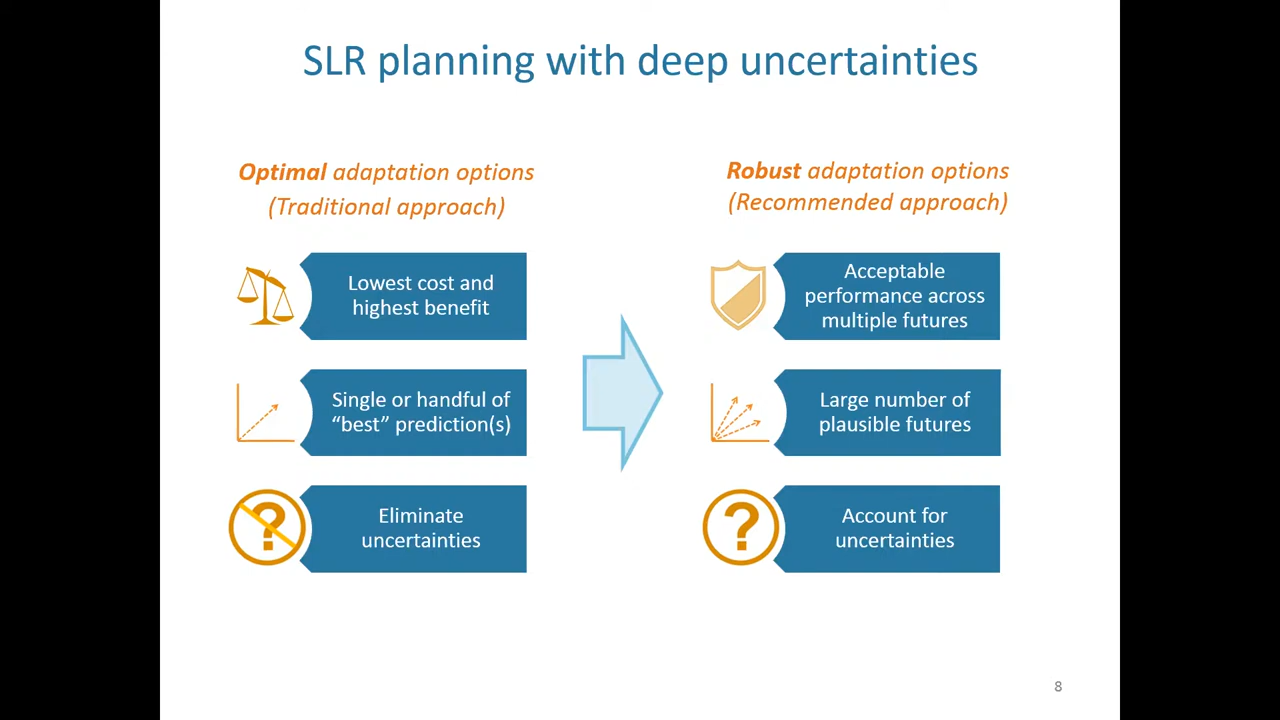 SLR planning with deep uncertainties
Optimal adaptation options
(Traditional approach)
Lowest cost and
highest benefit
Single or handful of
“best” prediction(s)
Eliminate
uncertainties
Robust adaptation options
(Recommended approach)
Acceptable
performance across
multiple futures
Large number of
plausible futures
Account for
uncertainties
?
?
8